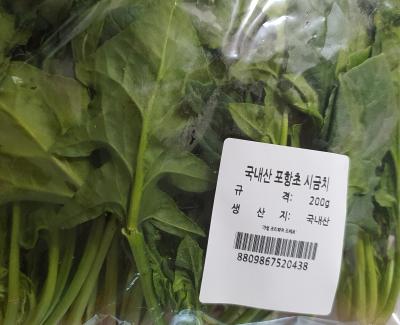 국내산 포항초 시금치
규 격: 200g
생 산 지: 국내산
8809867520438